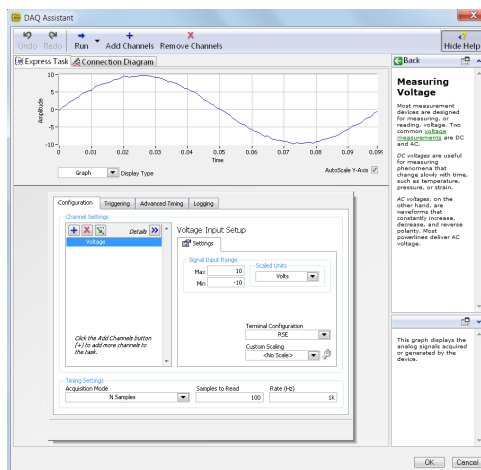 DAQ Assistant
Undo Redo Run Add Channels Remove Channels
Hide Help
Express Task Connection Diagram
Back
10
5
0
-5
-10
Amplitude
0 0.01 0.02 0.03 0.04 0.05 0.06 0.07 0.08 0.09 0.099
Time
Graph Display Type
AutoScale Y-Axis
Configuration Triggering Advanced Timing Logging
Channel Settings
Details
Voltage
Click the Add Channels button
(+) to add more channels to
the task.
Voltage Input Setup
Settings
Signal Input Range
Max 10
Min -10
Scaled Units
Volts
Terminal Configuration
RSE
Custom Scaling
<No Scale>
Timing Settings
Acquisition Mode
N Samples
Samples to Read
100
Rate (Hz)
1k
Measuring
Voltage
Most measurement
devices are designed
for measuring, or
reading, voltage. Two
common voltage
measurements are DC
and AC.
DC voltages are useful
for measuring
phenomena that
change slowly with time,
such as temperature,
pressure, or strain.
AC voltages, on the
other hand, are
waveforms that
constantly increase,
decrease, and reverse
polarity. Most
powerlines deliver AC
voltage.
This graph displays the
analog signals acquired
or generated by the
device.
OK Cancel